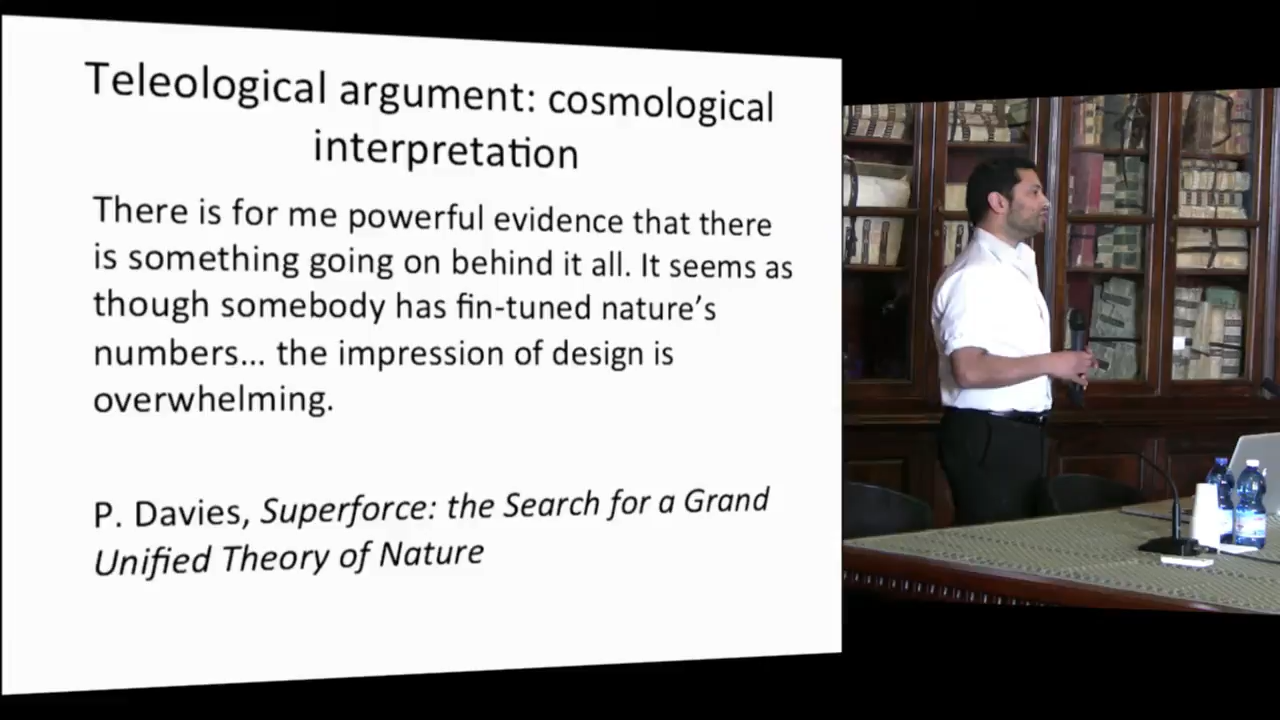 Teleological argument: cosmological
interpretation
There is for me powerful evidence that there
is something going on behind it all. It seems as
though somebody has fin-tuned nature's
numbers... the impression of design is
overwhelming.
P. Davies, Superforce: the Search for a Grand
Unified Theory of Nature